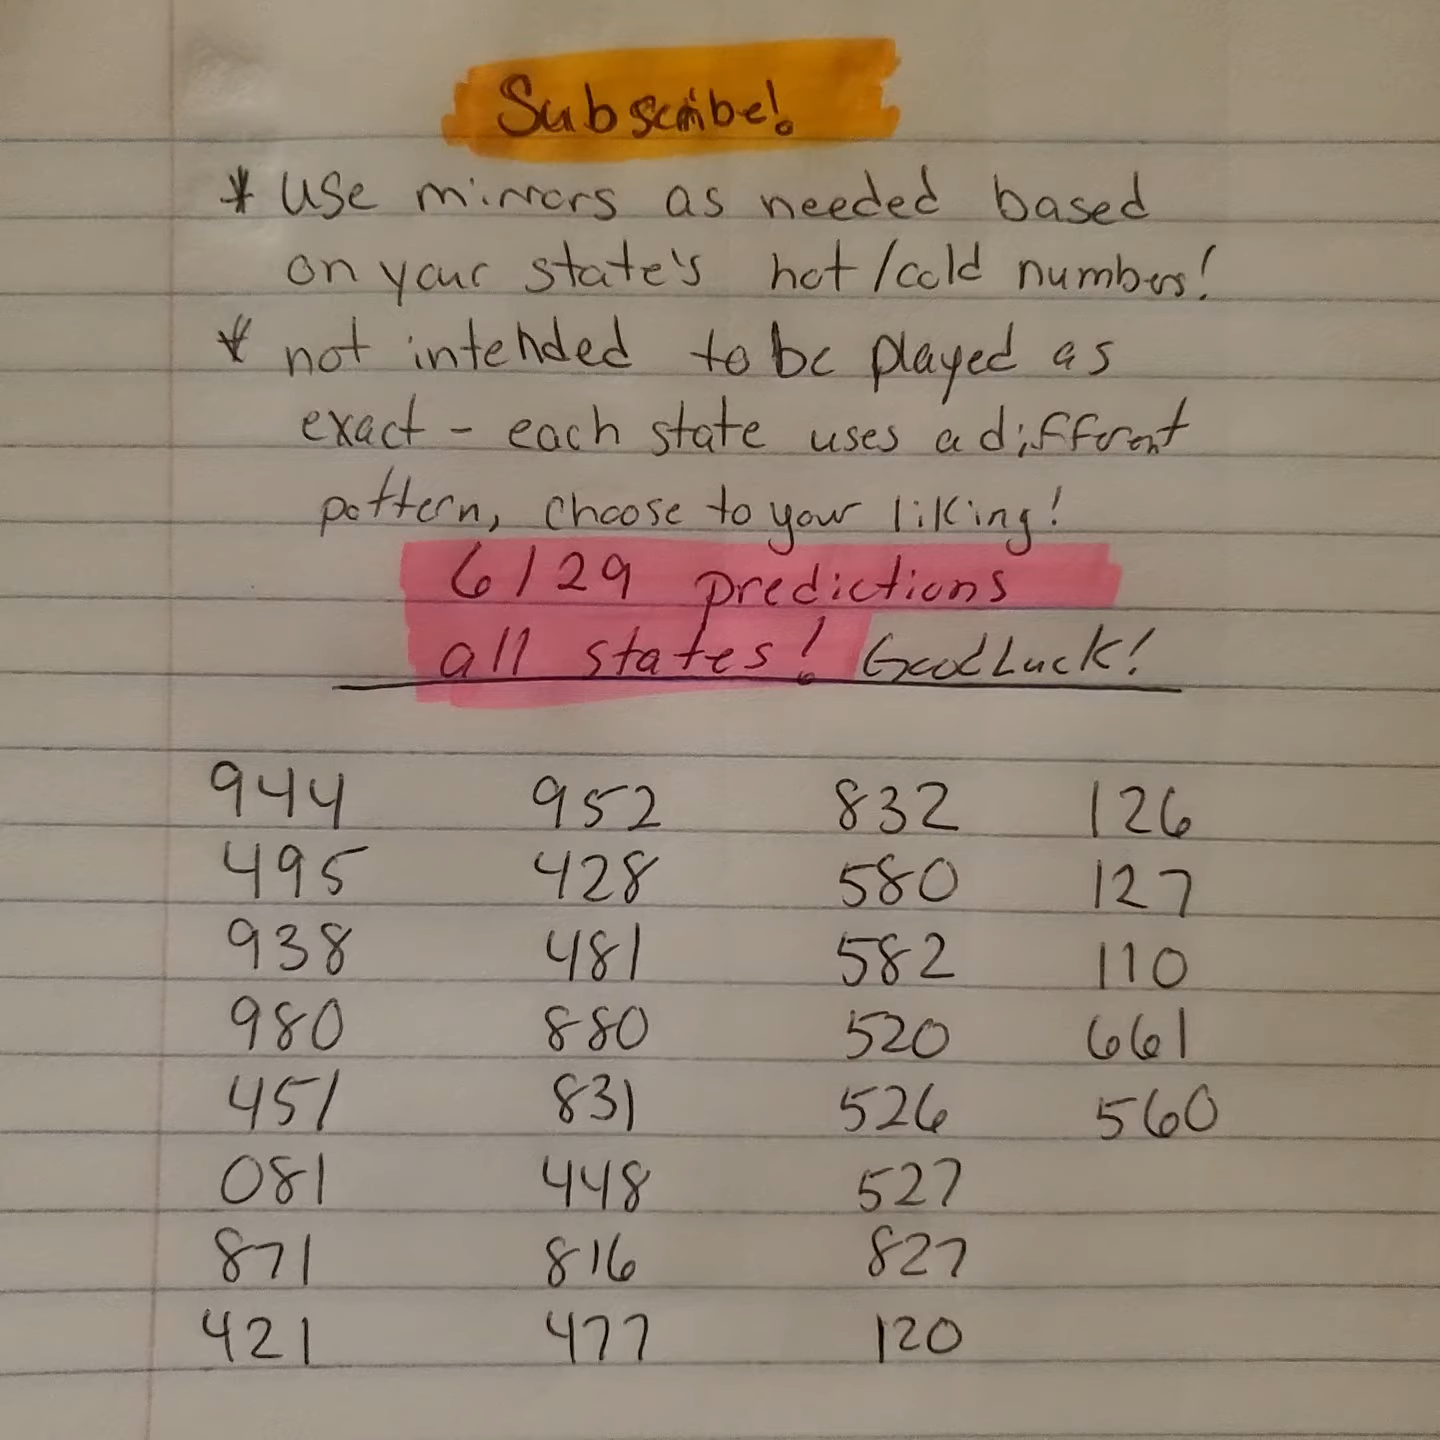 Subscribe!
* use mirrors as needed based
on your state's hot/cold numbers!
* not intended to be played as
exact - each state uses a different
pattern, choose to your liking!
6/29 predictions
all states! Good Luck!
944 952 832 126
495 428 580 127
938 481 582 110
980 880 520 661
451 831 526 560
081 448 527
871 816 827
421 477 120